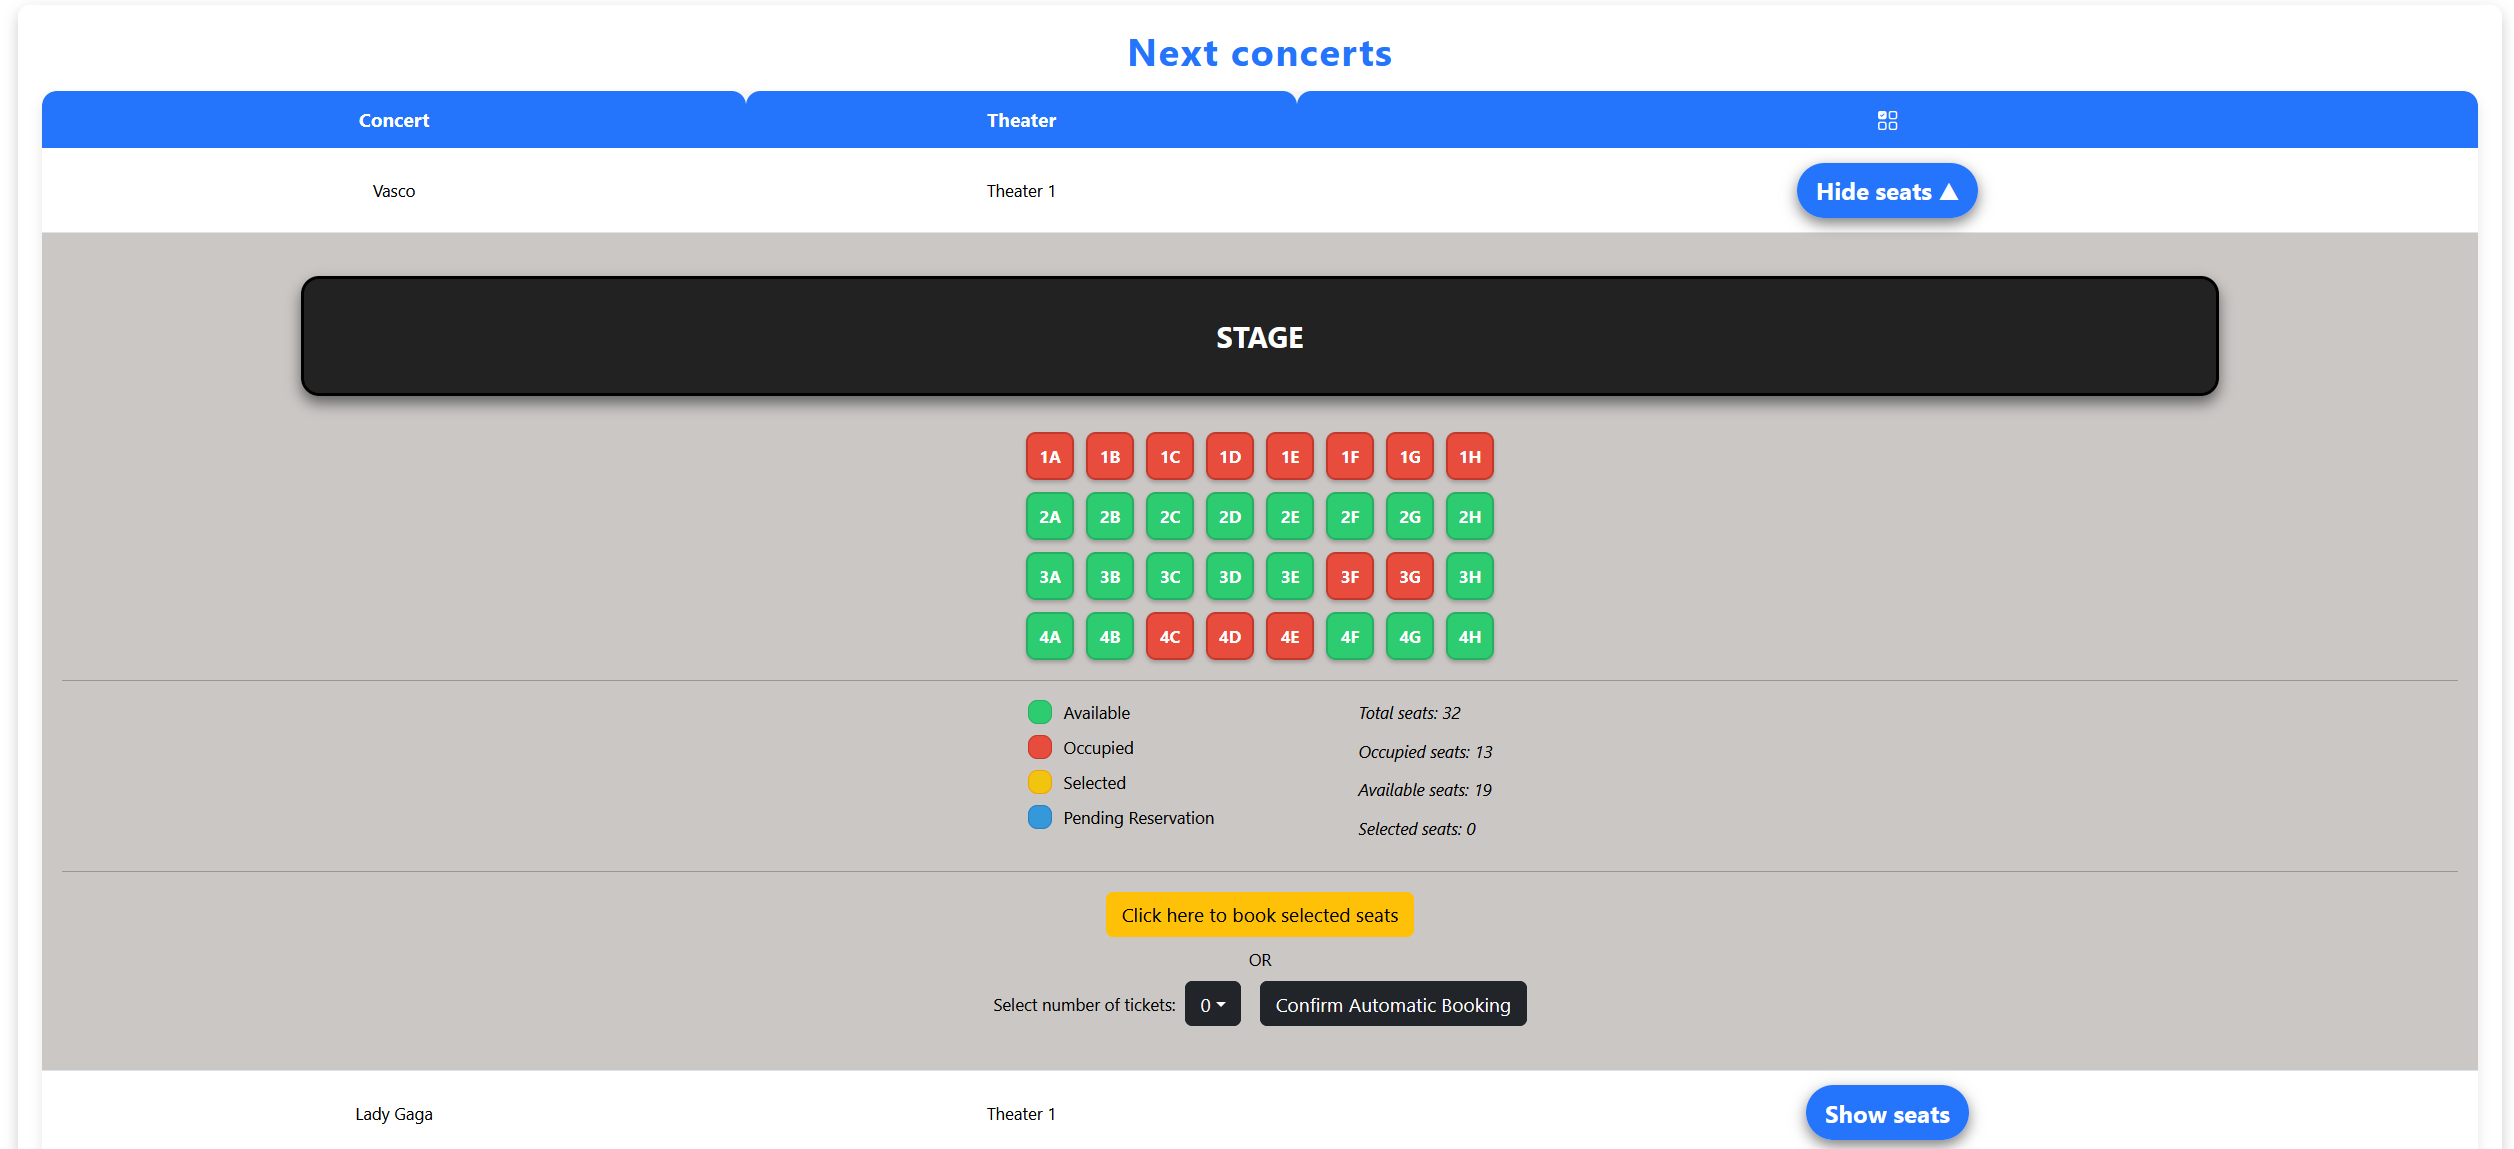 Next concerts
Concert Theater
Vasco Theater 1 Hide seats ▲
STAGE
1A 1B 1C 1D 1E 1F 1G 1H
2A 2B 2C 2D 2E 2F 2G 2H
3A 3B 3C 3D 3E 3F 3G 3H
4A 4B 4C 4D 4E 4F 4G 4H
Available
Occupied
Selected
Pending Reservation
Total seats: 32
Occupied seats: 13
Available seats: 19
Selected seats: 0
Click here to book selected seats
OR
Select number of tickets: 0 Confirm Automatic Booking
Lady Gaga Theater 1 Show seats